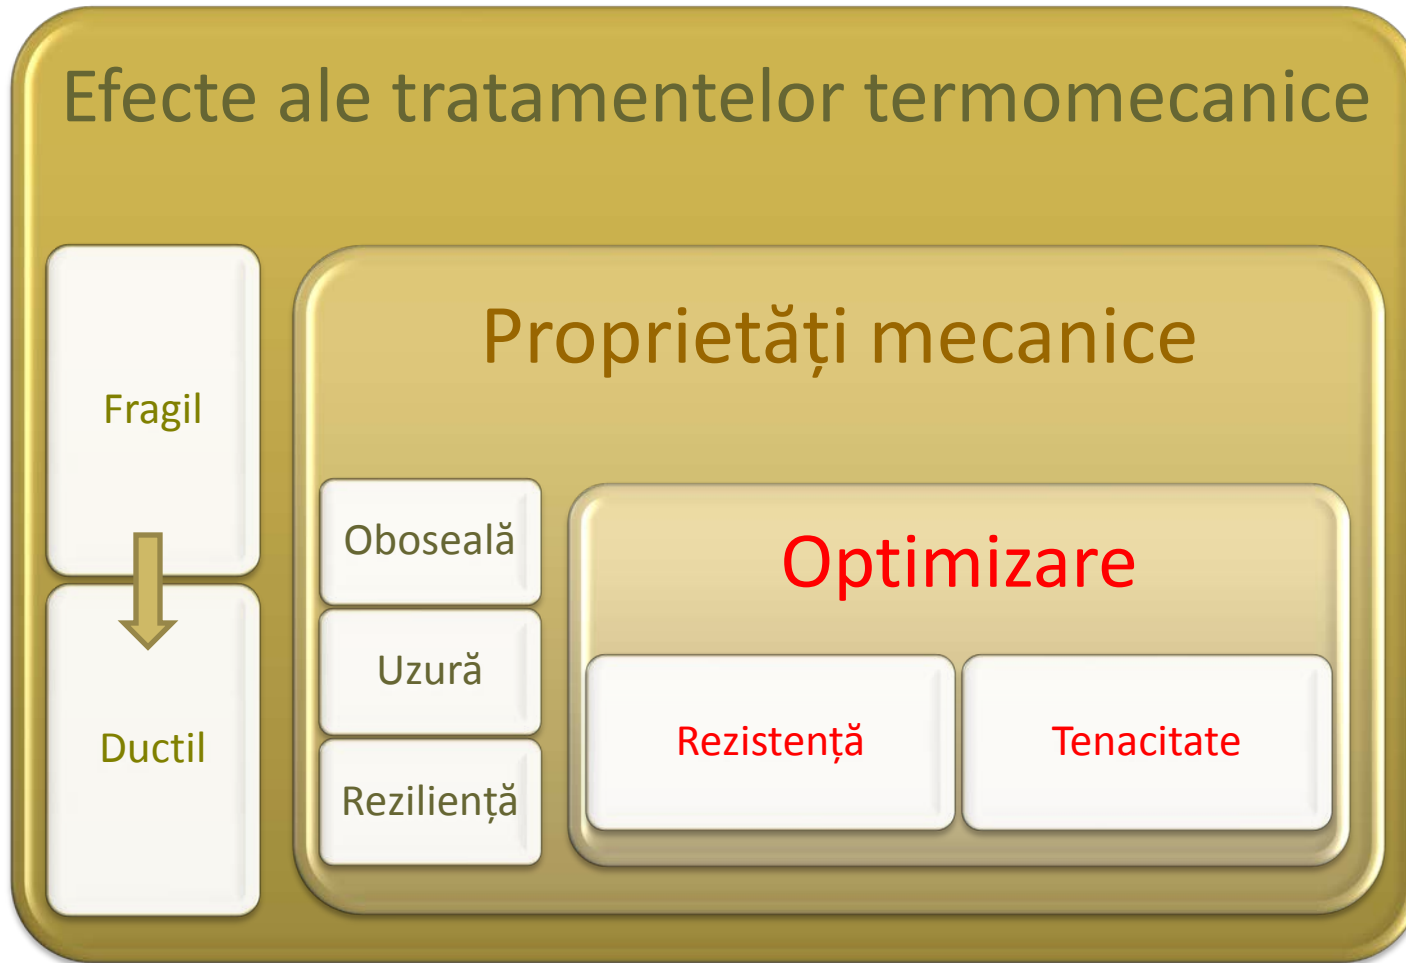 Efecte ale tratamentelor termomecanice
Fragil
Ductil
Proprietăți mecanice
Oboseală
Uzură
Reziliență
Optimizare
Rezistență
Tenacitate